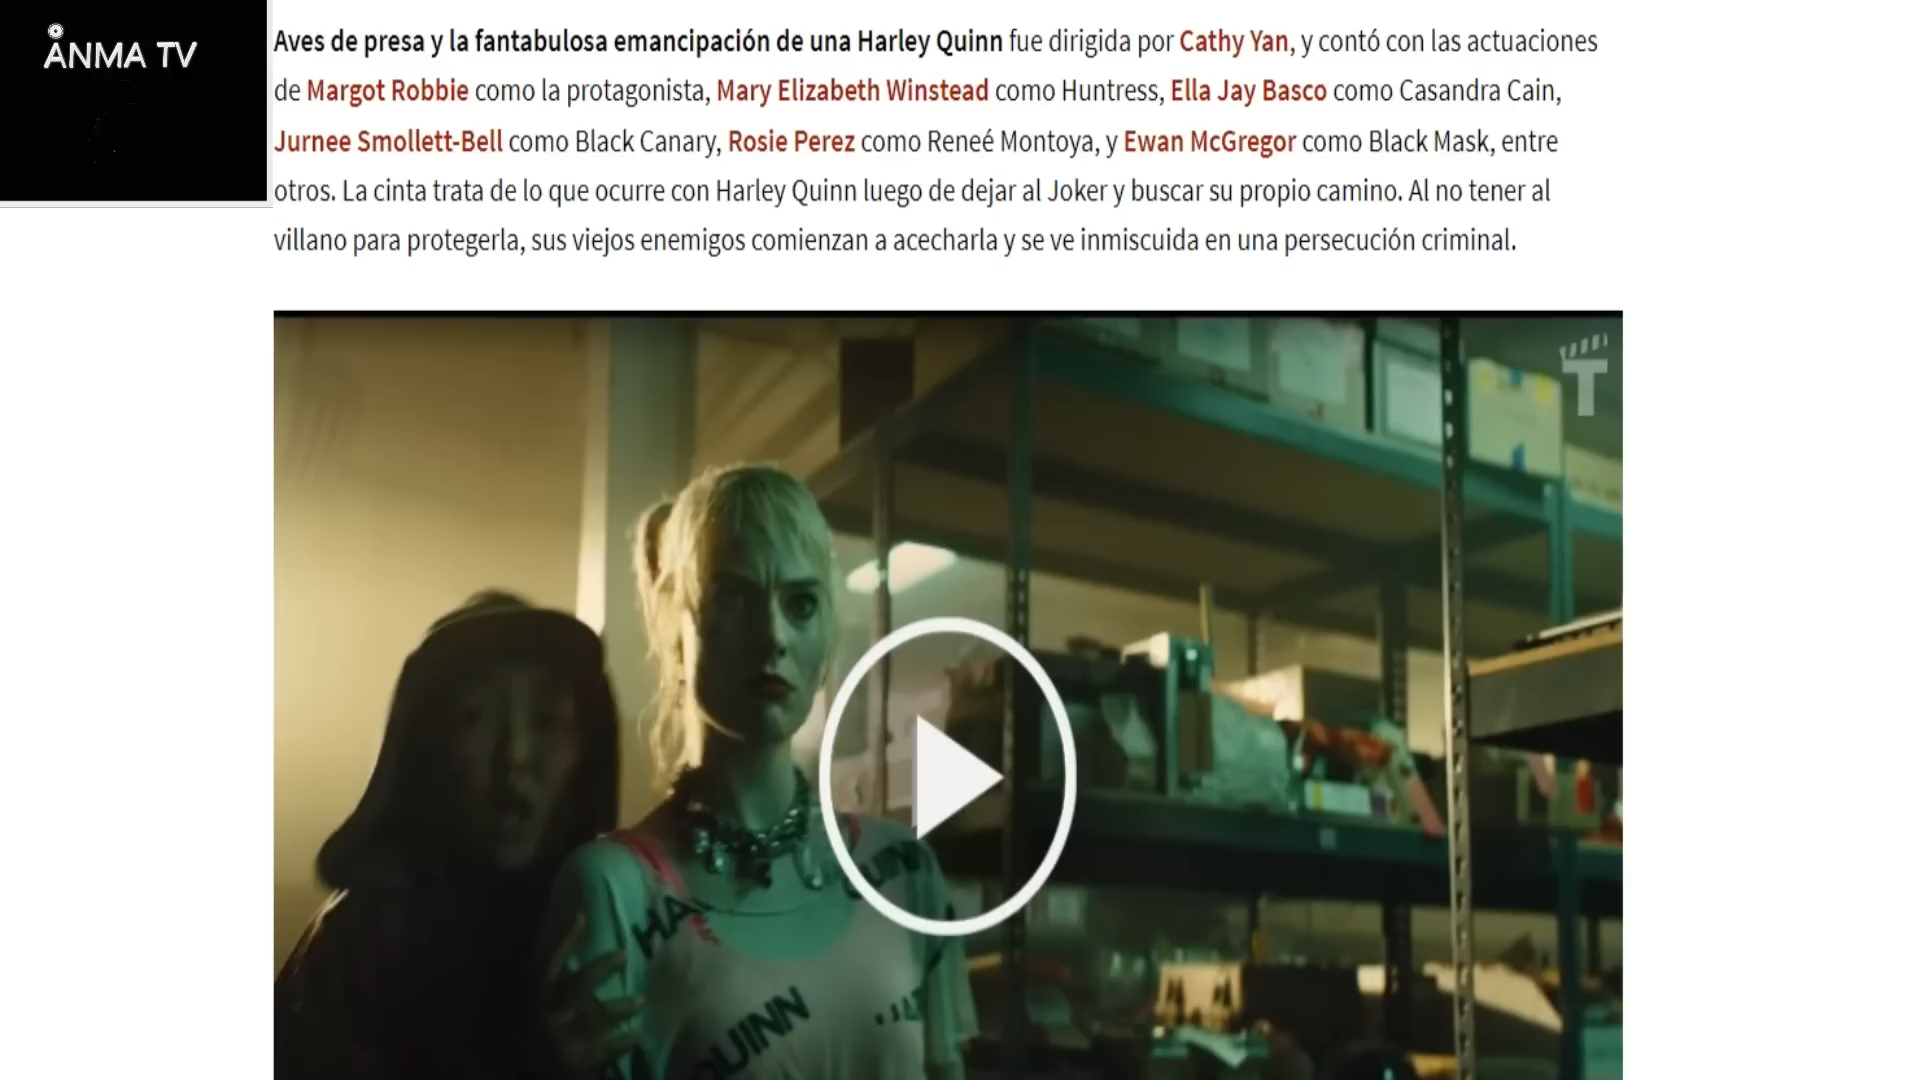 ANMA TV
Aves de presa y la fantabulosa emancipación de una Harley Quinn fue dirigida por Cathy Yan, y contó con las actuaciones
de Margot Robbie como la protagonista, Mary Elizabeth Winstead como Huntress, Ella Jay Basco como Casandra Cain,
Jurnee Smollett-Bell como Black Canary, Rosie Perez como Reneé Montoya, y Ewan McGregor como Black Mask, entre
otros. La cinta trata de lo que ocurre con Harley Quinn luego de dejar al Joker y buscar su propio camino. Al no tener al
villano para protegerla, sus viejos enemigos comienzan a acecharla y se ve inmiscuida en una persecución criminal.
T
QUINN